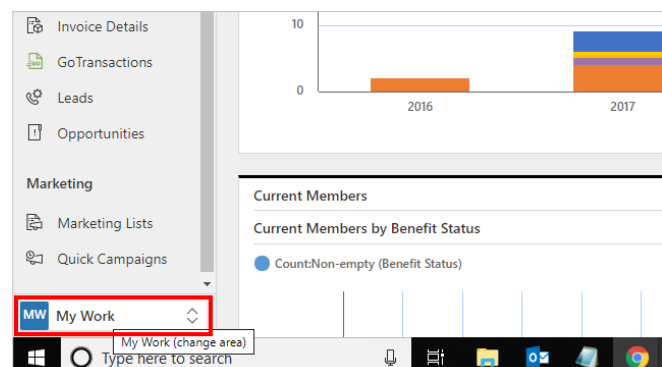 Invoice Details
GoTransactions
Leads
Opportunities
Marketing
Marketing Lists
Quick Campaigns
MW My Work
My Work (change area)
Type here to search
10
0
2016 2017
Current Members
Current Members by Benefit Status
Count:Non-empty (Benefit Status)